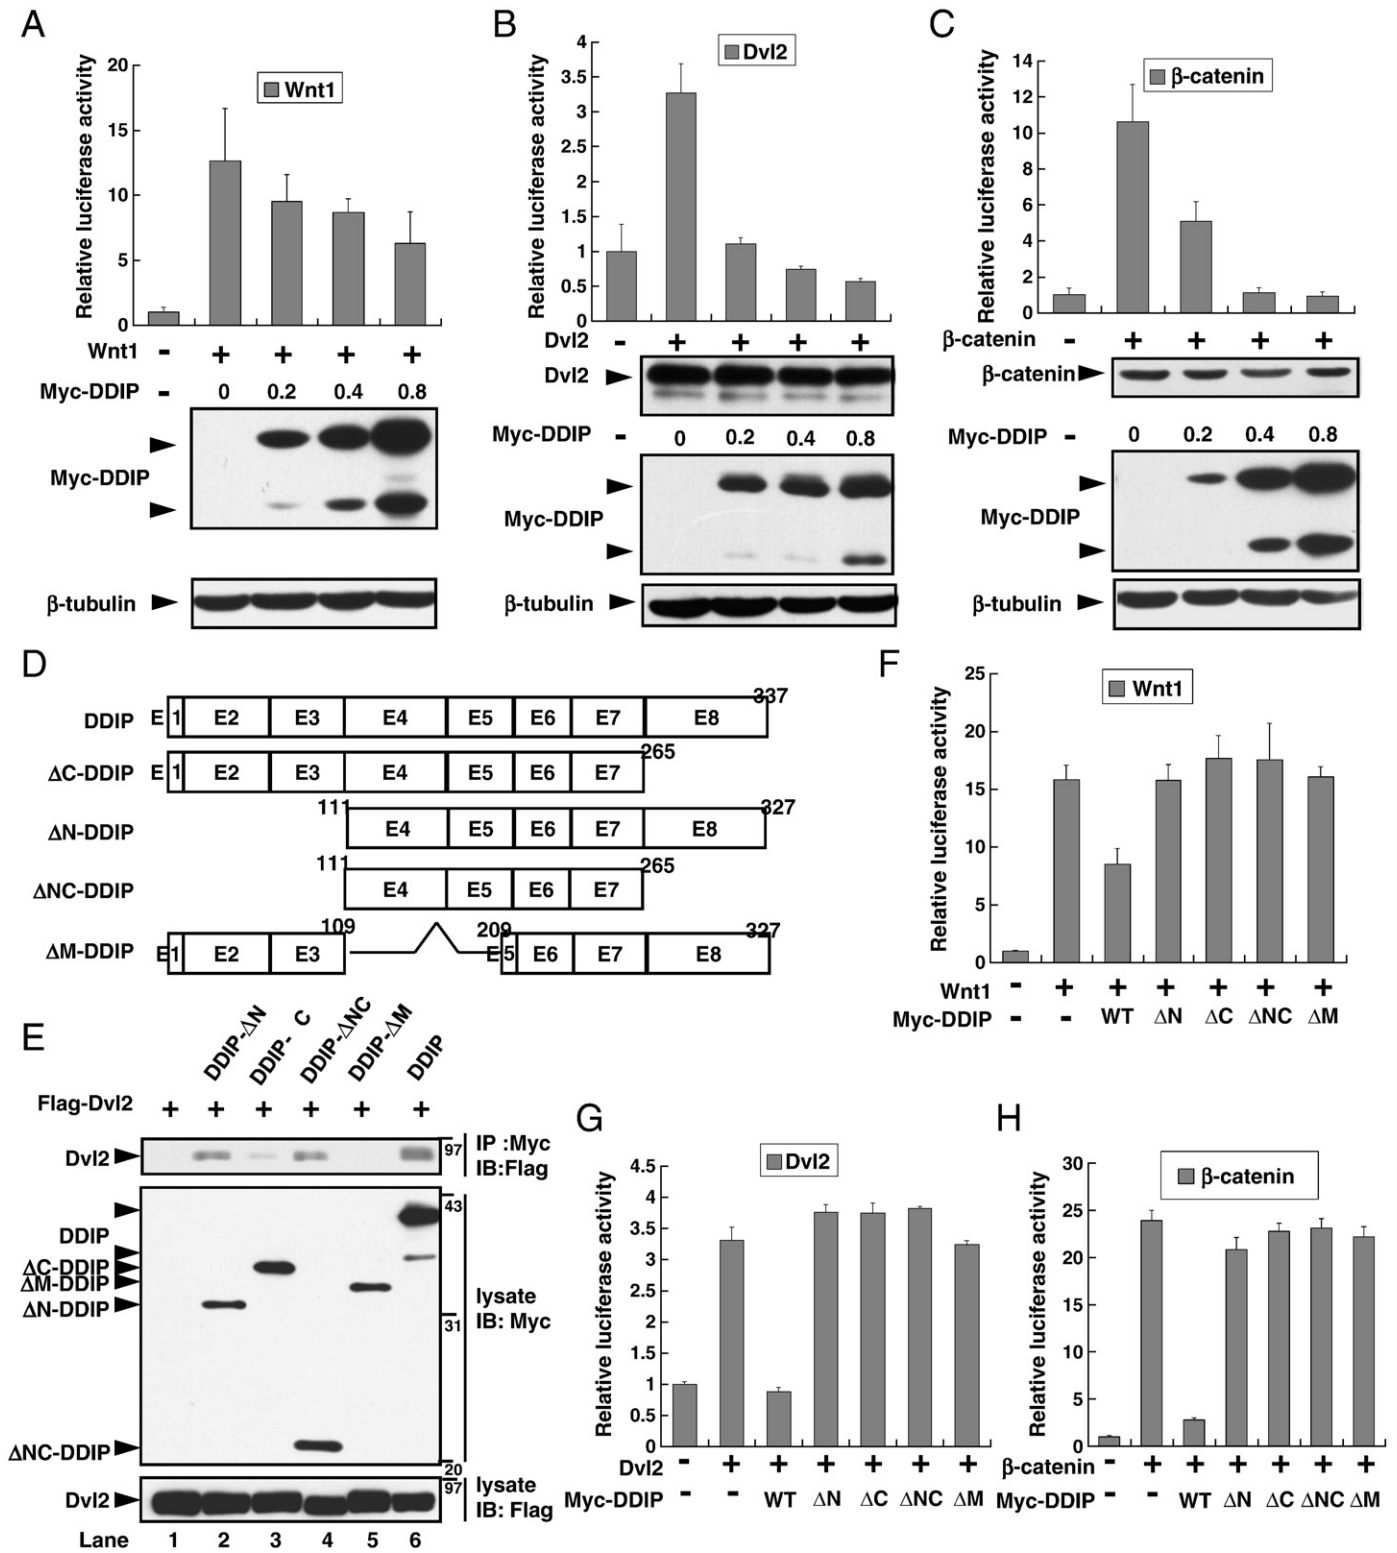 A
Relative luciferase activity
20
15
10
5
0
Wnt1
Wnt1 - + + + +
Myc-DDIP - 0 0.2 0.4 0.8
Myc-DDIP
β-tubulin
B
Relative luciferase activity
4
3.5
3
2.5
2
1.5
1
0.5
0
Dvl2
Dvl2 - + + + +
Dvl2
Myc-DDIP - 0 0.2 0.4 0.8
Myc-DDIP
β-tubulin
C
Relative luciferase activity
14
12
10
8
6
4
2
0
β-catenin
β-catenin - + + + +
β-catenin
Myc-DDIP - 0 0.2 0.4 0.8
Myc-DDIP
β-tubulin
D
337
DDIP E 1 E2 E3 E4 E5 E6 E7 E8
265
ΔC-DDIP E 1 E2 E3 E4 E5 E6 E7
111 327
ΔN-DDIP E4 E5 E6 E7 E8
111 265
ΔNC-DDIP E4 E5 E6 E7
109 209 327
ΔM-DDIP E1 E2 E3 E5 E6 E7 E8
E
DDIP-ΔN DDIP- C DDIP-ΔNC DDIP-ΔM DDIP
Flag-Dvl2 + + + + + +
Dvl2 97 IP :Myc
IB:Flag
43
DDIP
ΔC-DDIP
ΔM-DDIP
ΔN-DDIP
lysate
31 IB: Myc
ΔNC-DDIP
20
97 lysate
Dvl2 IB: Flag
Lane 1 2 3 4 5 6
F
Relative luciferase activity
25
20
15
10
5
0
Wnt1
Wnt1 - + + + + + +
Myc-DDIP - - WT ΔN ΔC ΔNC ΔM
G
Relative luciferase activity
4.5
4
3.5
3
2.5
2
1.5
1
0.5
0
Dvl2
Dvl2 - + + + + + +
Myc-DDIP - - WT ΔN ΔC ΔNC ΔM
H
Relative luciferase activity
30
25
20
15
10
5
0
β-catenin
β-catenin - + + + + + +
Myc-DDIP - - WT ΔN ΔC ΔNC ΔM